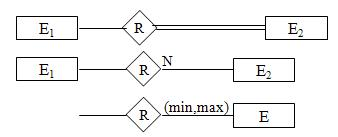 E₁ R E₂
E₁ R N E₂
R (min,max) E